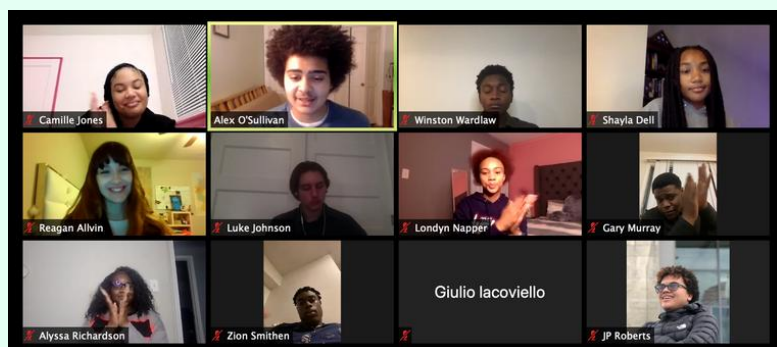 Camille Jones
Alex O'Sullivan
Winston Wardlaw
Shayla Dell
Reagan Allvin
Luke Johnson
Londyn Napper
Gary Murray
Alyssa Richardson
Zion Smithen
Giulio Iacoviello
JP Roberts